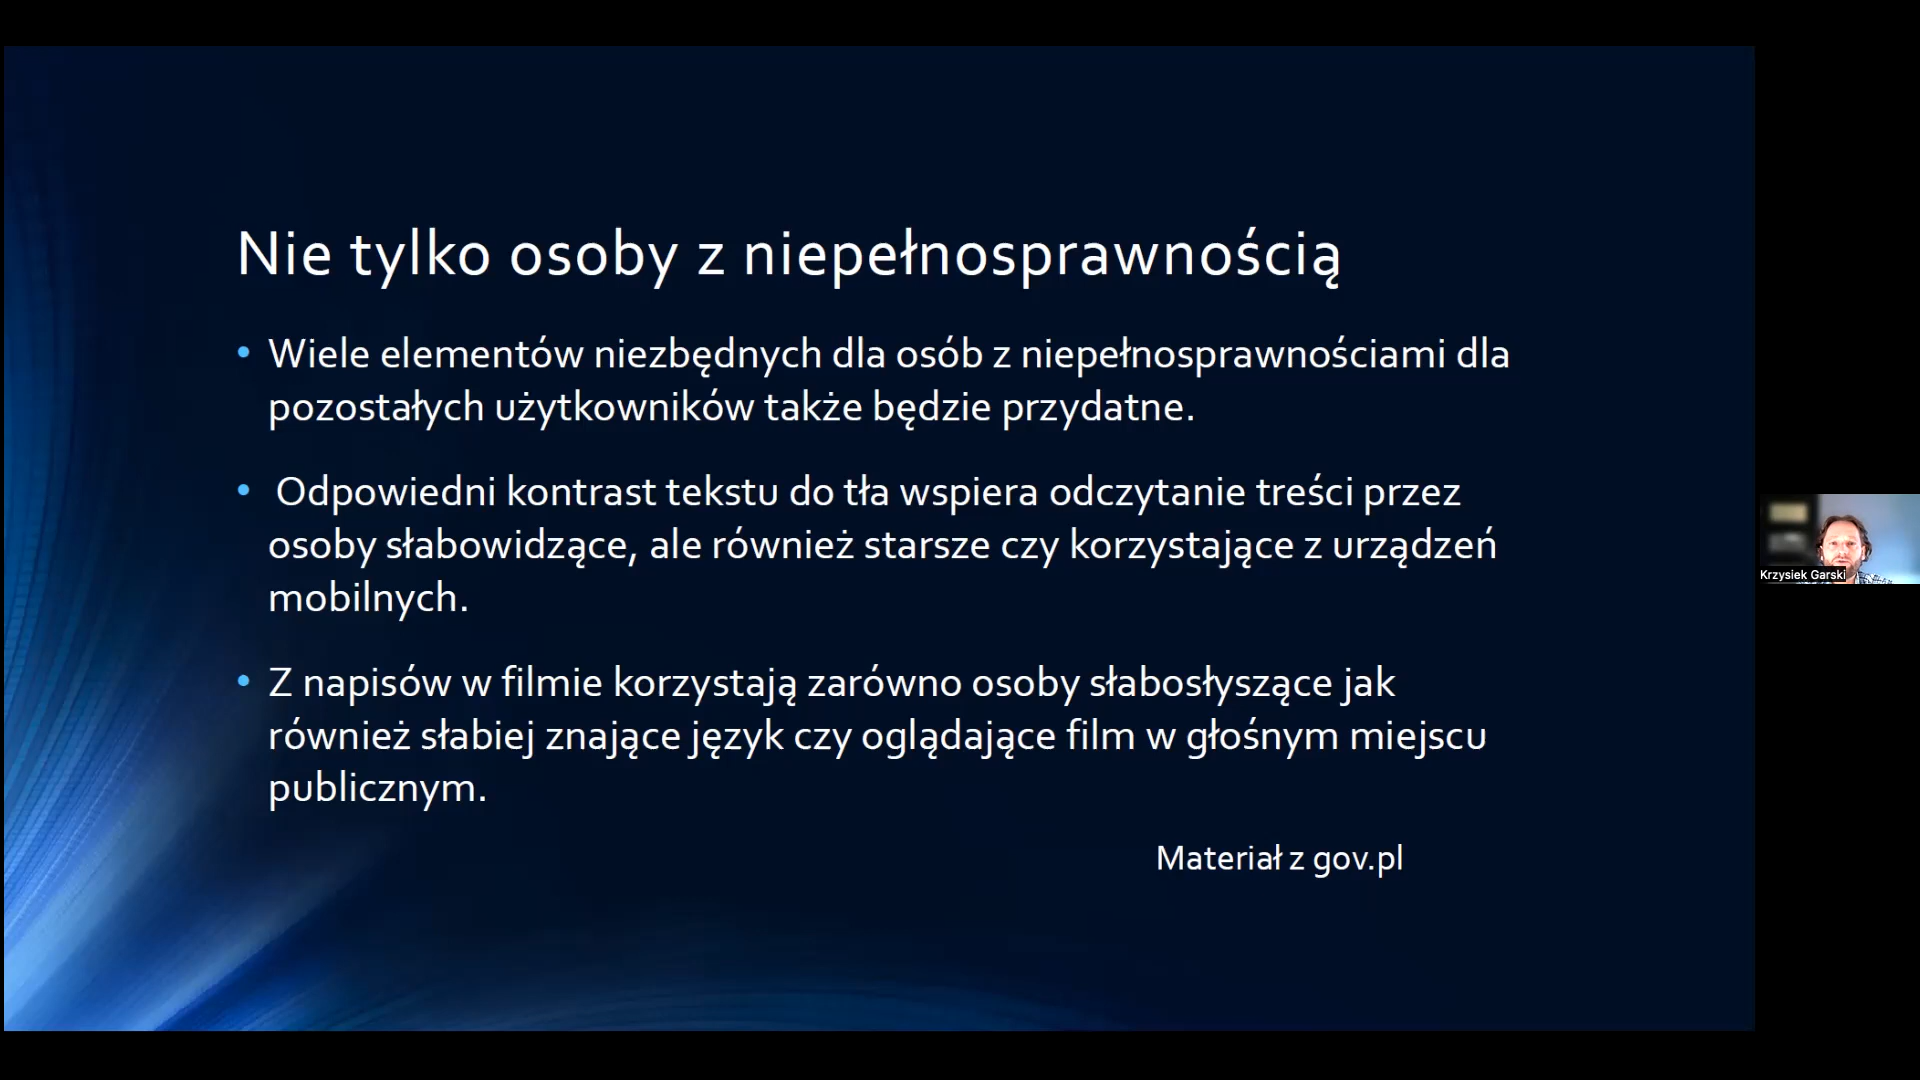 Nie tylko osoby z niepełnosprawnością
• Wiele elementów niezbędnych dla osób z niepełnosprawnościami dla
pozostałych użytkowników także będzie przydatne.
• Odpowiedni kontrast tekstu do tła wspiera odczytanie treści przez
osoby słabowidzące, ale również starsze czy korzystające z urządzeń
mobilnych.
• Z napisów w filmie korzystają zarówno osoby słabosłyszące jak
również słabiej znające język czy oglądające film w głośnym miejscu
publicznym.
Materiał z gov.pl
Krzysiek Garski